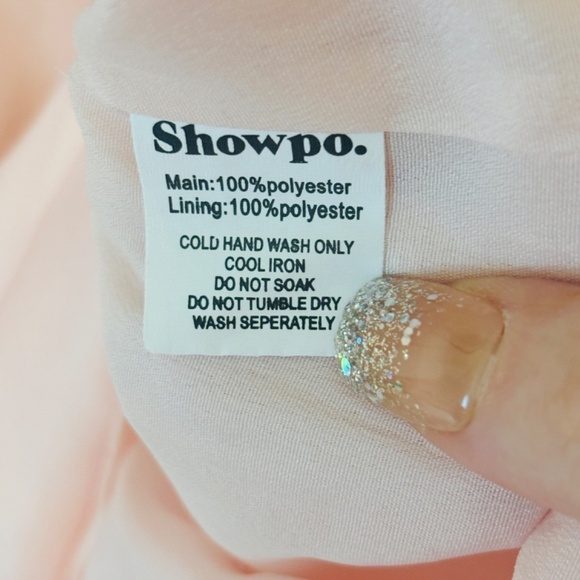 Showpo.
Main:100%polyester
Lining:100%polyester
COLD HAND WASH ONLY
COOL IRON
DO NOT SOAK
DO NOT TUMBLE DRY
WASH SEPERATELY